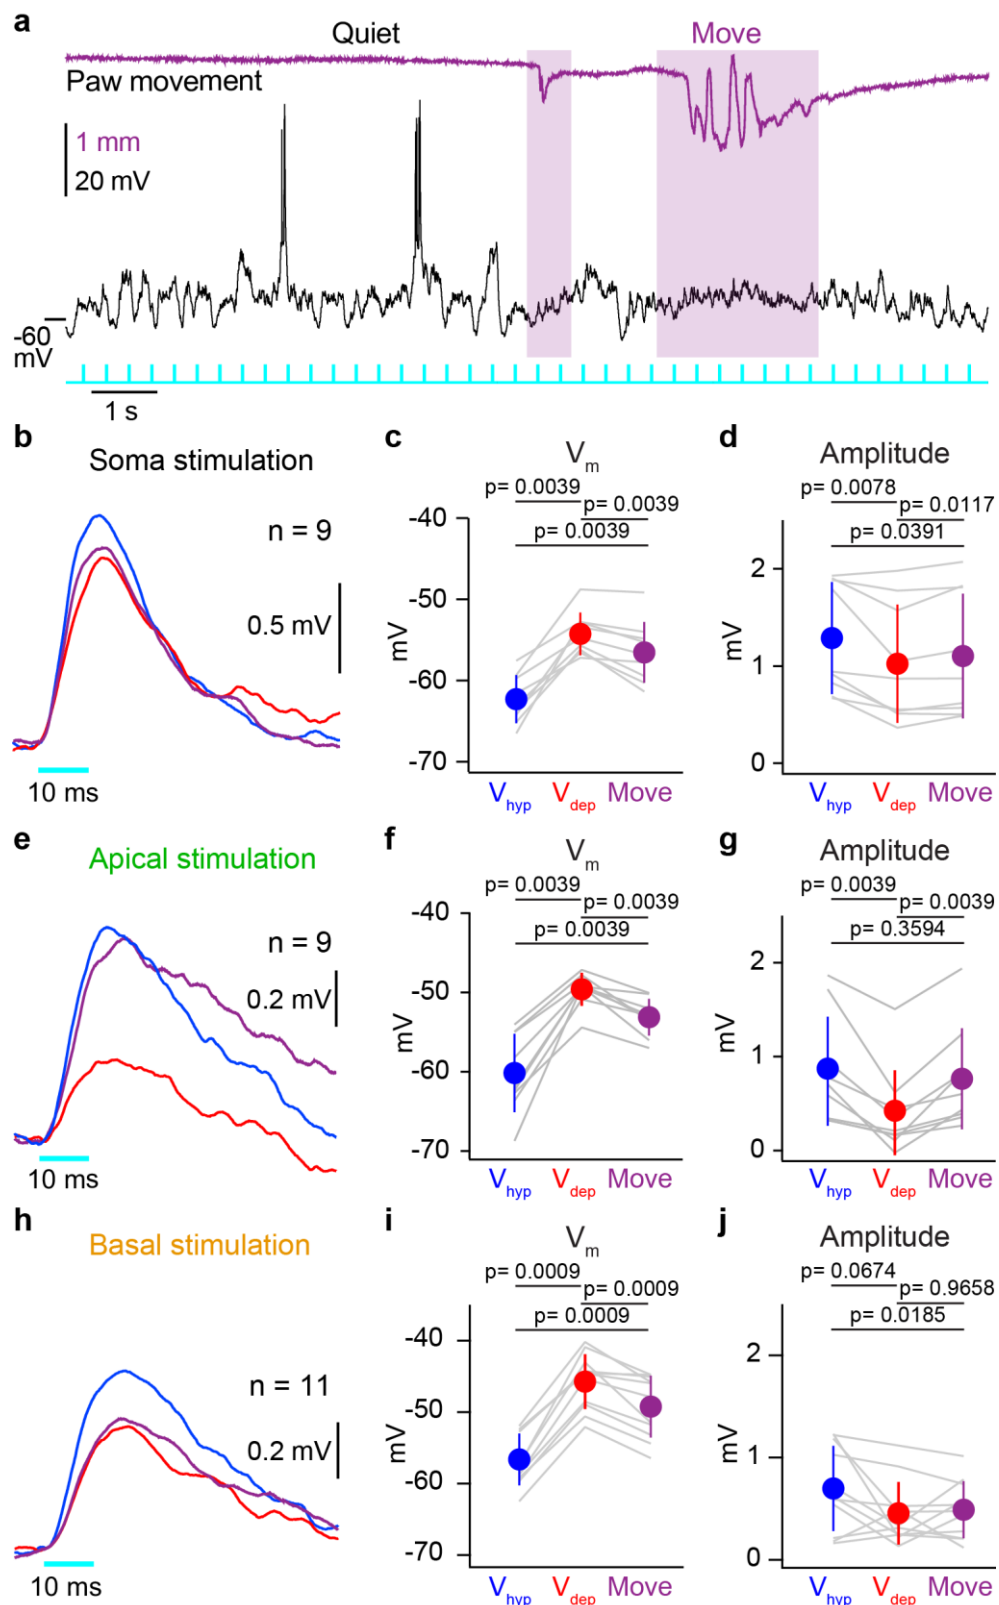 a
Quiet
Move
Paw movement
1 mm
20 mV
-60
mV
1 s
b
Soma stimulation
n = 9
0.5 mV
10 ms
c
Vm
p= 0.0039
p= 0.0039
p= 0.0039
-40
-50
-60
-70
mV
Vhyp Vdep Move
d
Amplitude
p= 0.0078
p= 0.0117
p= 0.0391
2
1
0
mV
Vhyp Vdep Move
e
Apical stimulation
n = 9
0.2 mV
10 ms
f
Vm
p= 0.0039
p= 0.0039
p= 0.0039
-40
-50
-60
-70
mV
Vhyp Vdep Move
g
Amplitude
p= 0.0039
p= 0.0039
p= 0.3594
2
1
0
mV
Vhyp Vdep Move
h
Basal stimulation
n = 11
0.2 mV
10 ms
i
Vm
p= 0.0009
p= 0.0009
p= 0.0009
-40
-50
-60
-70
mV
Vhyp Vdep Move
j
Amplitude
p= 0.0674
p= 0.9658
p= 0.0185
2
1
0
mV
Vhyp Vdep Move